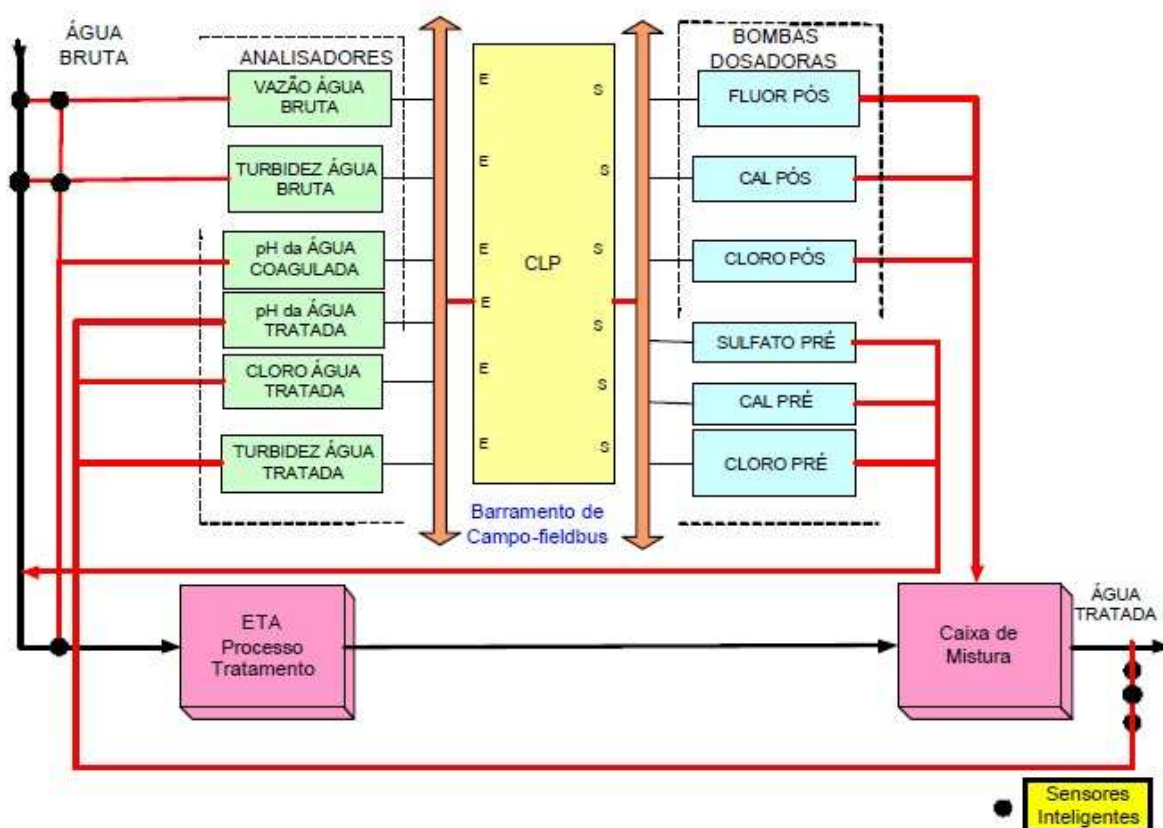 ÁGUA
BRUTA
ANALISADORES
VAZÃO ÁGUA
BRUTA
TURBIDEZ ÁGUA
BRUTA
pH da ÁGUA
COAGULADA
pH da ÁGUA
TRATADA
CLORO ÁGUA
TRATADA
TURBIDEZ ÁGUA
TRATADA
E
E
E
E
E
E
CLP
S
S
S
S
S
S
Barramento de
Campo-fieldbus
BOMBAS
DOSADORAS
FLUOR PÓS
CAL PÓS
CLORO PÓS
SULFATO PRÉ
CAL PRÉ
CLORO PRÉ
ETA
Processo
Tratamento
Caixa de
Mistura
ÁGUA
TRATADA
Sensores
Inteligentes